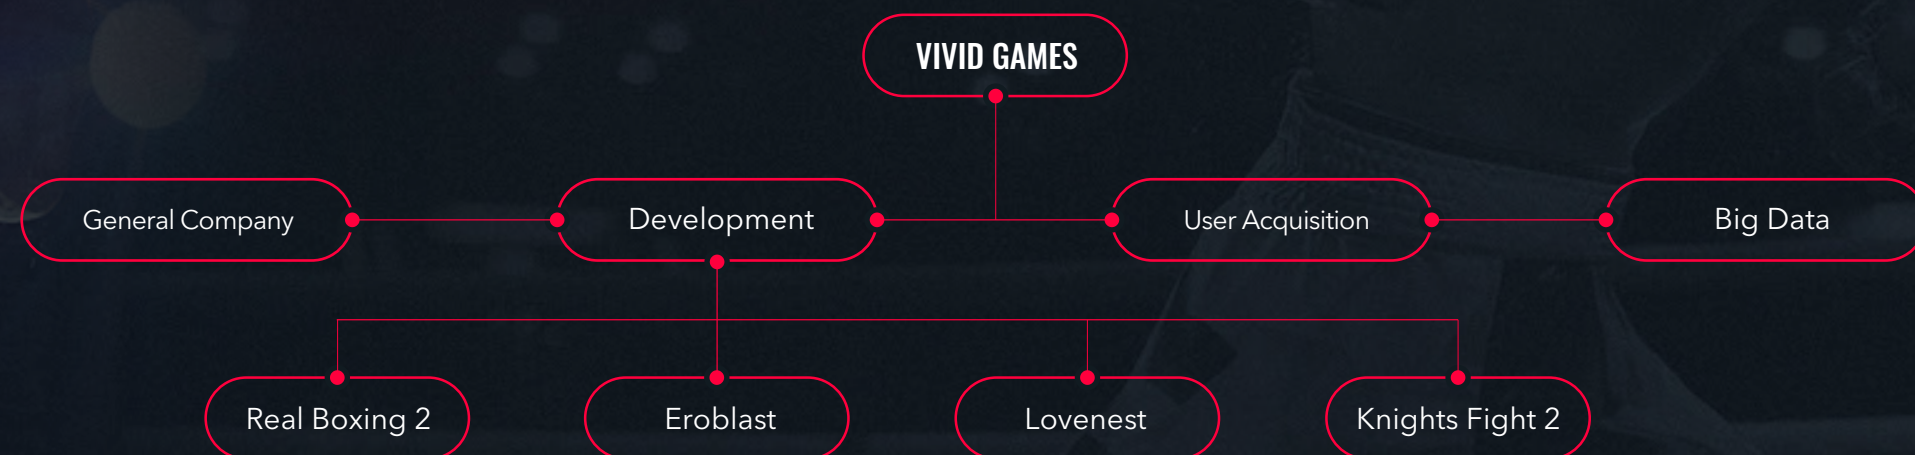 VIVID GAMES
General Company
Development
User Acquisition
Big Data
Real Boxing 2
Eroblast
Lovenest
Knights Fight 2